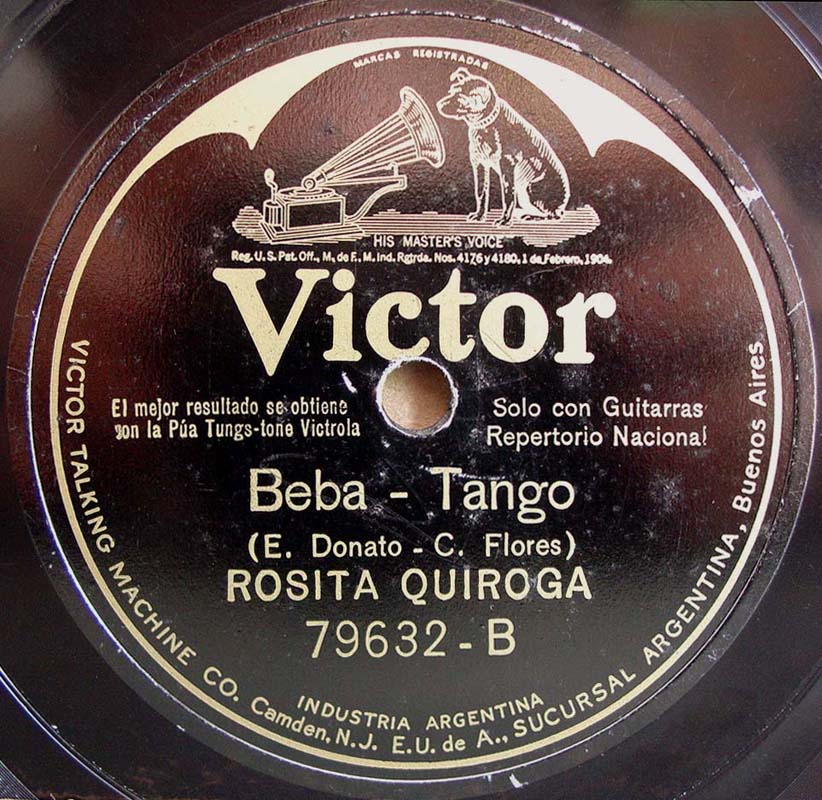 MARCAS REGISTRADAS
HIS MASTER'S VOICE
Reg. U. S. Pat. Off., M. de F., M. Ind. Rgtrda. Nos. 4176 y 4180, 1 de Febrero, 1904.
Victor
El mejor resultado se obtiene
con la Púa Tungs-tone Victrola
Solo con Guitarras
Repertorio Nacional
Beba - Tango
(E. Donato - C. Flores)
ROSITA QUIROGA
79632 - B
INDUSTRIA ARGENTINA
VICTOR TALKING MACHINE CO. Camden, N.J. E.U. de A., SUCURSAL ARGENTINA, Buenos Aires